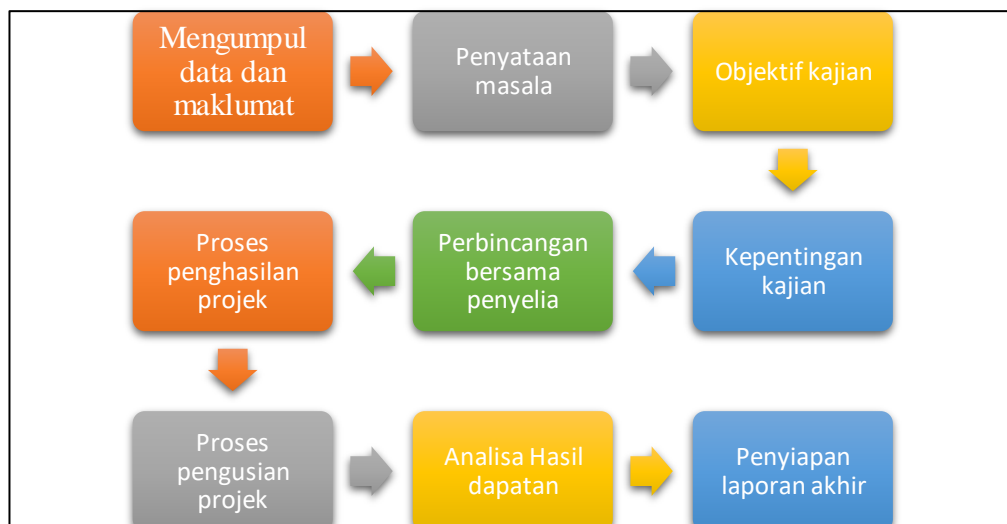 Mengumpul
data dan
maklumat
Penyataan
masala
Objektif kajian
Kepentingan
kajian
Perbincangan
bersama
penyelia
Proses
penghasilan
projek
Proses
pengusian
projek
Analisa Hasil
dapatan
Penyiapan
laporan akhir